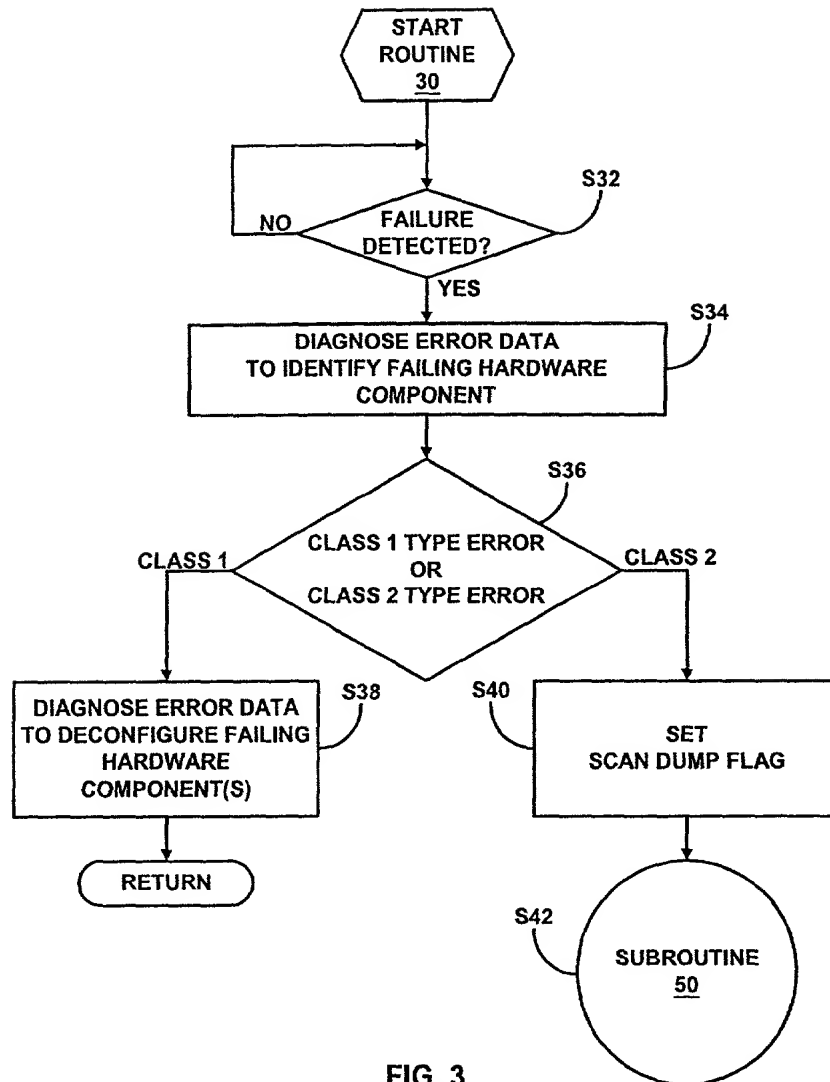 START
ROUTINE
30
S32
NO
FAILURE
DETECTED?
YES
S34
DIAGNOSE ERROR DATA
TO IDENTIFY FAILING HARDWARE
COMPONENT
S36
CLASS 1
CLASS 1 TYPE ERROR
OR
CLASS 2 TYPE ERROR
CLASS 2
S38
DIAGNOSE ERROR DATA
TO DECONFIGURE FAILING
HARDWARE
COMPONENT(S)
S40
SET
SCAN DUMP FLAG
RETURN
S42
SUBROUTINE
50
FIG. 3